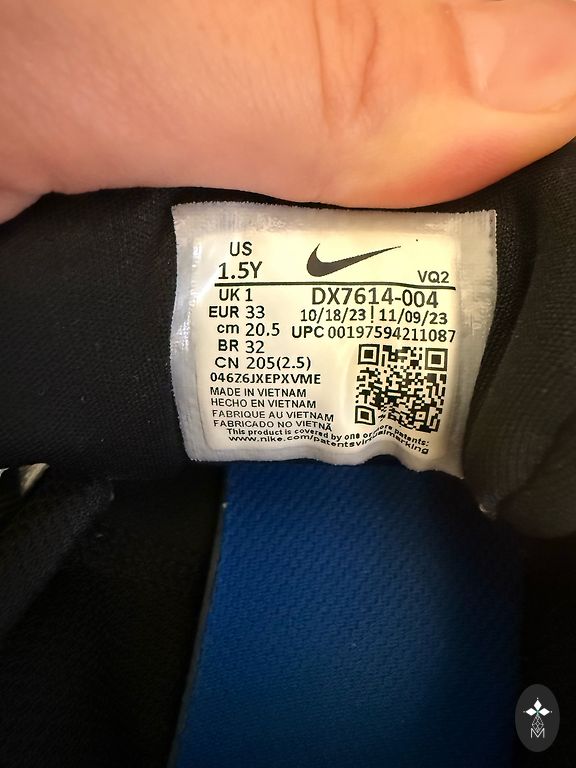 US
1.5Y
VQ2
UK 1
DX7614-004
EUR 33
10/18/23 | 11/09/23
cm 20.5
UPC 00197594211087
BR 32
CN 205(2.5)
046Z6JXEPXVME
MADE IN VIETNAM
HECHO EN VIETNAM
FABRIQUE AU VIETNAM
FABRICADO NO VIETNÃ
This product is covered by one or more patents:
www.nike.com/patentsvirtualmarking
M